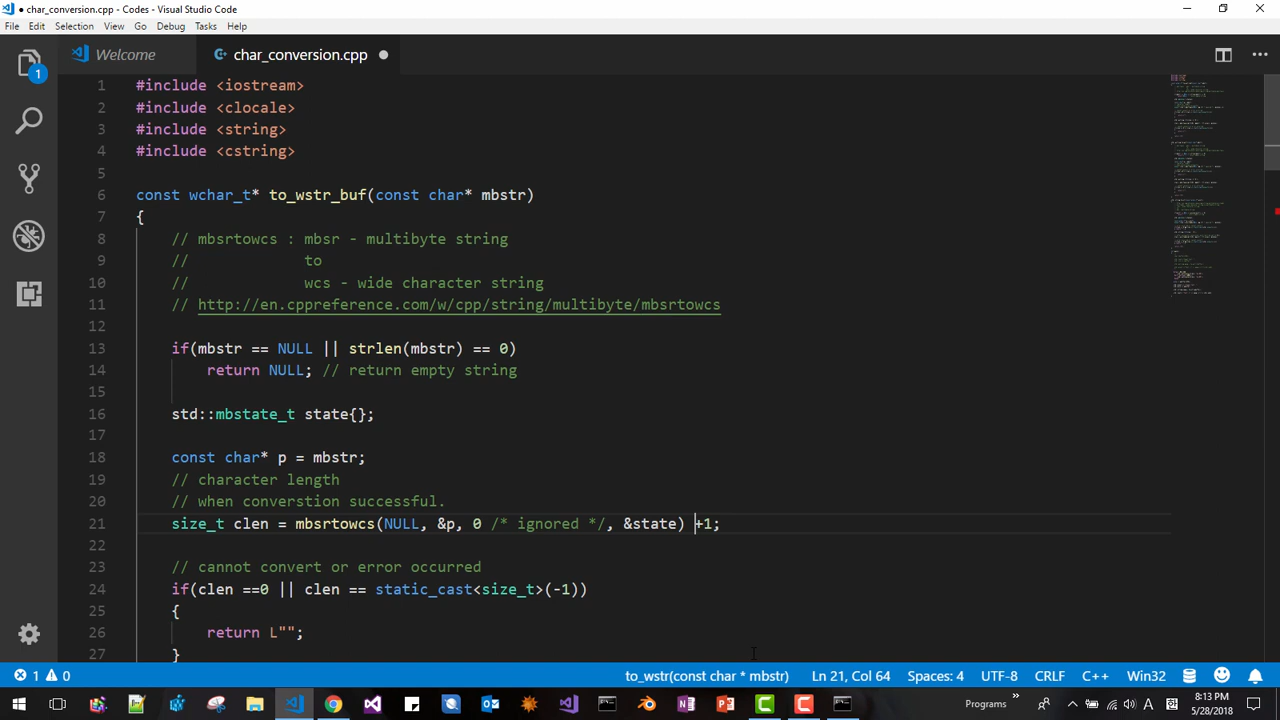 ● char_conversion.cpp - Codes - Visual Studio Code
File Edit Selection View Go Debug Tasks Help
Welcome char_conversion.cpp
1
1 #include <iostream>
2 #include <clocale>
3 #include <string>
4 #include <cstring>
5
6 const wchar_t* to_wstr_buf(const char* mbstr)
7 {
8 // mbsrtowcs : mbsr - multibyte string
9 // to
10 // wcs - wide character string
11 // http://en.cppreference.com/w/cpp/string/multibyte/mbsrtowcs
12
13 if(mbstr == NULL || strlen(mbstr) == 0)
14 return NULL; // return empty string
15
16 std::mbstate_t state{};
17
18 const char* p = mbstr;
19 // character length
20 // when converstion successful.
21 size_t clen = mbsrtowcs(NULL, &p, 0 /* ignored */, &state) +1;
22
23 // cannot convert or error occurred
24 if(clen ==0 || clen == static_cast<size_t>(-1))
25 {
26 return L"";
27 }
1 0 to_wstr(const char * mbstr) Ln 21, Col 64 Spaces: 4 UTF-8 CRLF C++ Win32
Programs » A 8:13 PM
5/28/2018